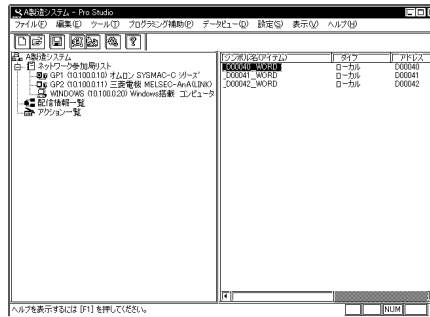 A製造システム - Pro Studio
ファイル(F) 編集(E) ツール(T) プログラミング補助(P) データビュー(D) 設定(S) 表示(V) ヘルプ(H)
A製造システム
ネットワーク参加局リスト
GP1 (10.100.0.10) オムロン SYSMAC-C シリーズ
GP2 (10.100.0.11) 三菱電機 MELSEC-AnA(LINK)
WINDOWS (10.100.0.20) Windows搭載 コンピュータ
配信情報一覧
アクション一覧
シンボル名(アイテム) タイプ アドレス
_D00040_WORD ローカル D00040
_D00041_WORD ローカル D00041
_D00042_WORD ローカル D00042
ヘルプを表示するには [F1] を押してください。 NUM